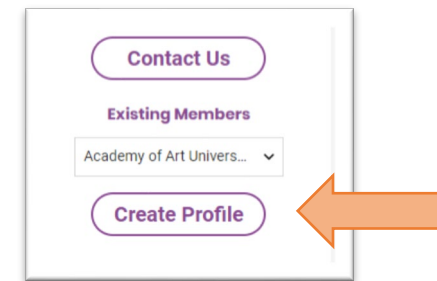 Contact Us
Existing Members
Academy of Art Univers...
Create Profile